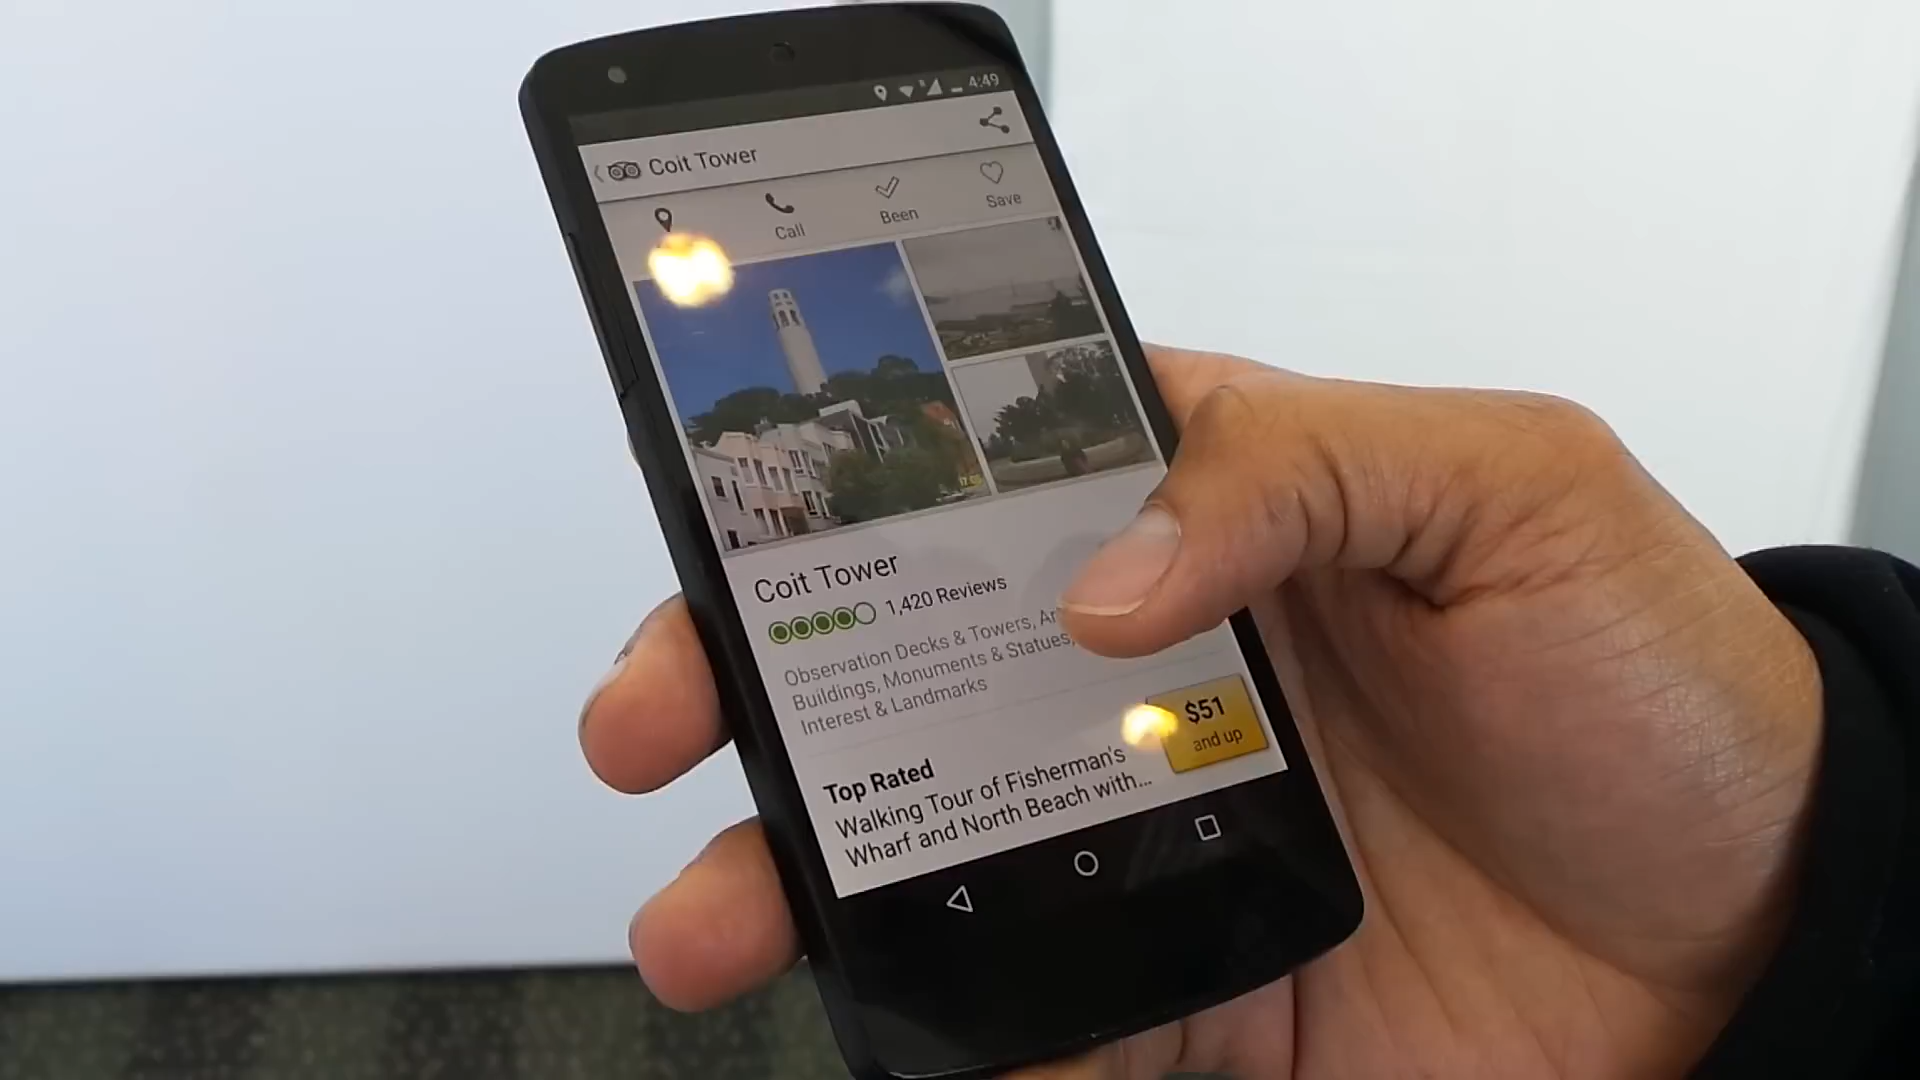 4:49
Coit Tower
Call
Been
Save
Coit Tower
1,420 Reviews
Observation Decks & Towers,
Buildings, Monuments & Statues,
Interest & Landmarks
$51
and up
Top Rated
Walking Tour of Fisherman's
Wharf and North Beach with...